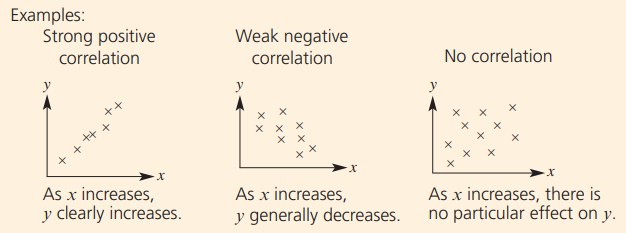 Examples:
Strong positive
correlation
y
x
As x increases,
y clearly increases.
Weak negative
correlation
y
x
As x increases,
y generally decreases.
No correlation
y
x
As x increases, there is
no particular effect on y.